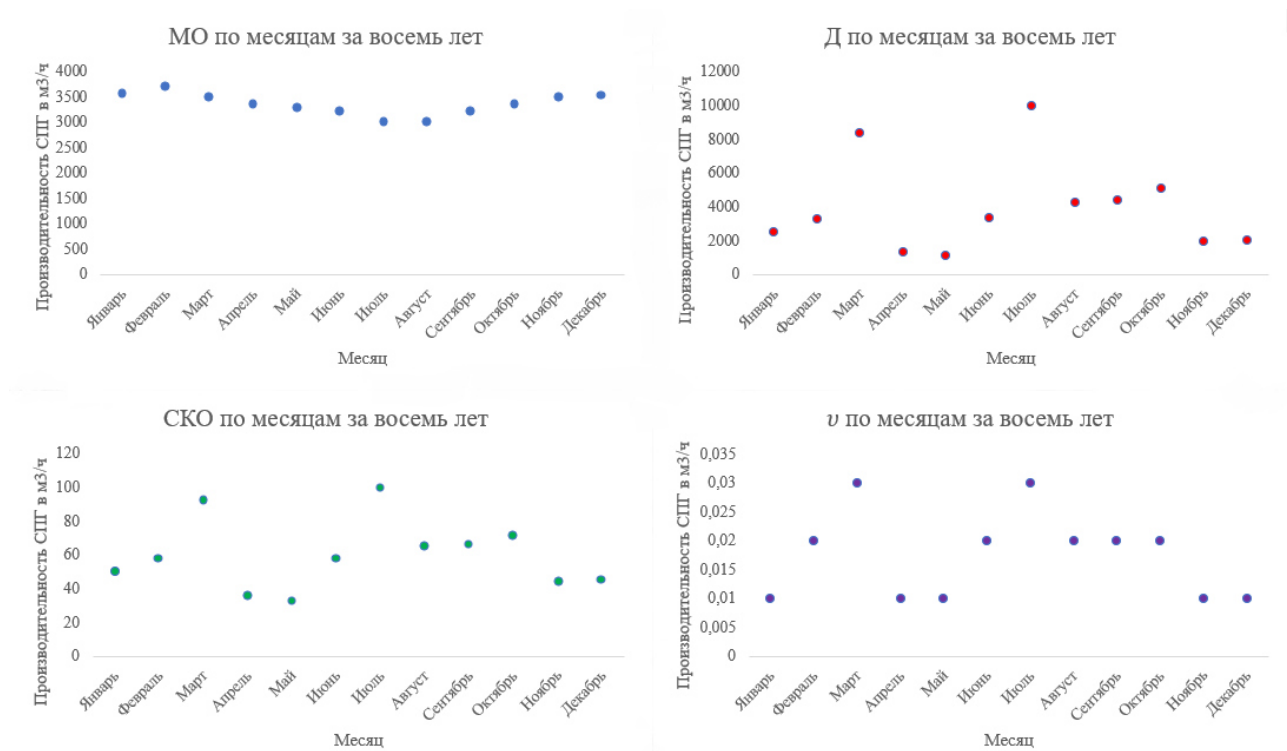 МО по месяцам за восемь лет
Производительность СПГ в м3/ч
4000
3500
3000
2500
2000
1500
1000
500
0
Январь
Февраль
Март
Апрель
Май
Июнь
Июль
Август
Сентябрь
Октябрь
Ноябрь
Декабрь
Месяц
Д по месяцам за восемь лет
Производительность СПГ в м3/ч
12000
10000
8000
6000
4000
2000
0
Январь
Февраль
Март
Апрель
Май
Июнь
Июль
Август
Сентябрь
Октябрь
Ноябрь
Декабрь
Месяц
СКО по месяцам за восемь лет
Производительность СПГ в м3/ч
120
100
80
60
40
20
0
Январь
Февраль
Март
Апрель
Май
Июнь
Июль
Август
Сентябрь
Октябрь
Ноябрь
Декабрь
Месяц
υ по месяцам за восемь лет
Производительность СПГ в м3/ч
0,035
0,03
0,025
0,02
0,015
0,01
0,005
0
Январь
Февраль
Март
Апрель
Май
Июнь
Июль
Август
Сентябрь
Октябрь
Ноябрь
Декабрь
Месяц